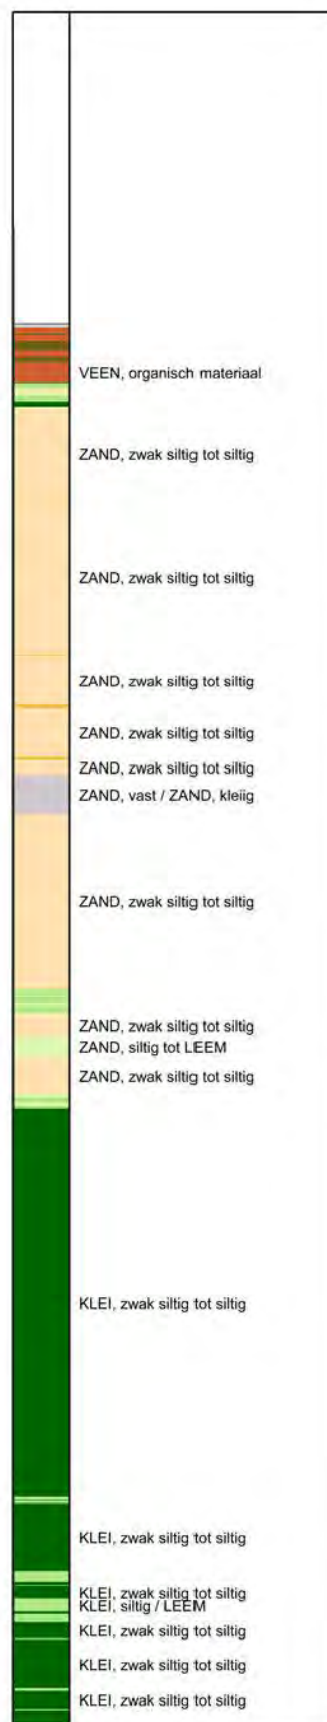 VEEN, organisch materiaal
ZAND, zwak siltig tot siltig
ZAND, zwak siltig tot siltig
ZAND, zwak siltig tot siltig
ZAND, zwak siltig tot siltig
ZAND, zwak siltig tot siltig
ZAND, vast / ZAND, kleiig
ZAND, zwak siltig tot siltig
ZAND, zwak siltig tot siltig
ZAND, siltig tot LEEM
ZAND, zwak siltig tot siltig
KLEI, zwak siltig tot siltig
KLEI, zwak siltig tot siltig
KLEI, zwak siltig tot siltig
KLEI, siltig / LEEM
KLEI, zwak siltig tot siltig
KLEI, zwak siltig tot siltig
KLEI, zwak siltig tot siltig